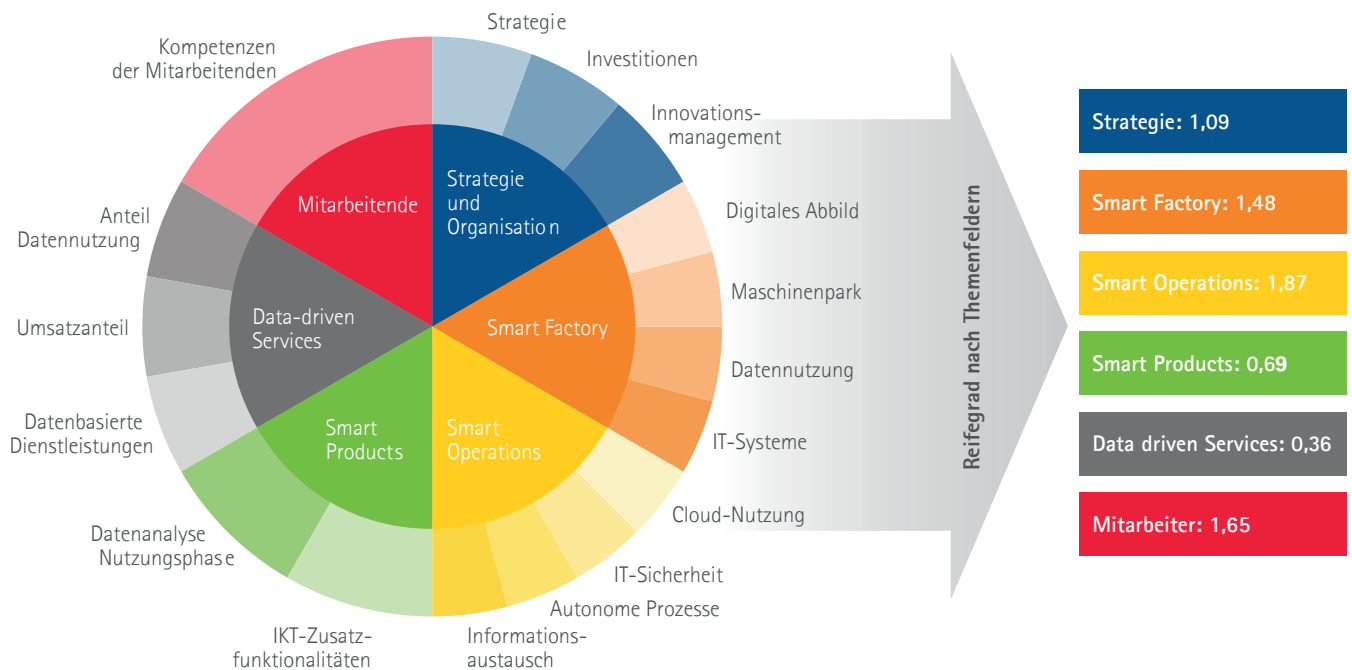 Strategie
Investitionen
Innovations-
management
Digitales Abbild
Maschinenpark
Datennutzung
IT-Systeme
Cloud-Nutzung
IT-Sicherheit
Autonome Prozesse
Informations-
austausch
IKT-Zusatz-
funktionalitäten
Datenanalyse
Nutzungsphase
Datenbasierte
Dienstleistungen
Umsatzanteil
Anteil
Datennutzung
Kompetenzen
der Mitarbeitenden
Mitarbeitende
Strategie
und
Organisation
Smart Factory
Smart
Operations
Smart
Products
Data-driven
Services
Reifegrad nach Themenfeldern
Strategie: 1,09
Smart Factory: 1,48
Smart Operations: 1,87
Smart Products: 0,69
Data driven Services: 0,36
Mitarbeiter: 1,65